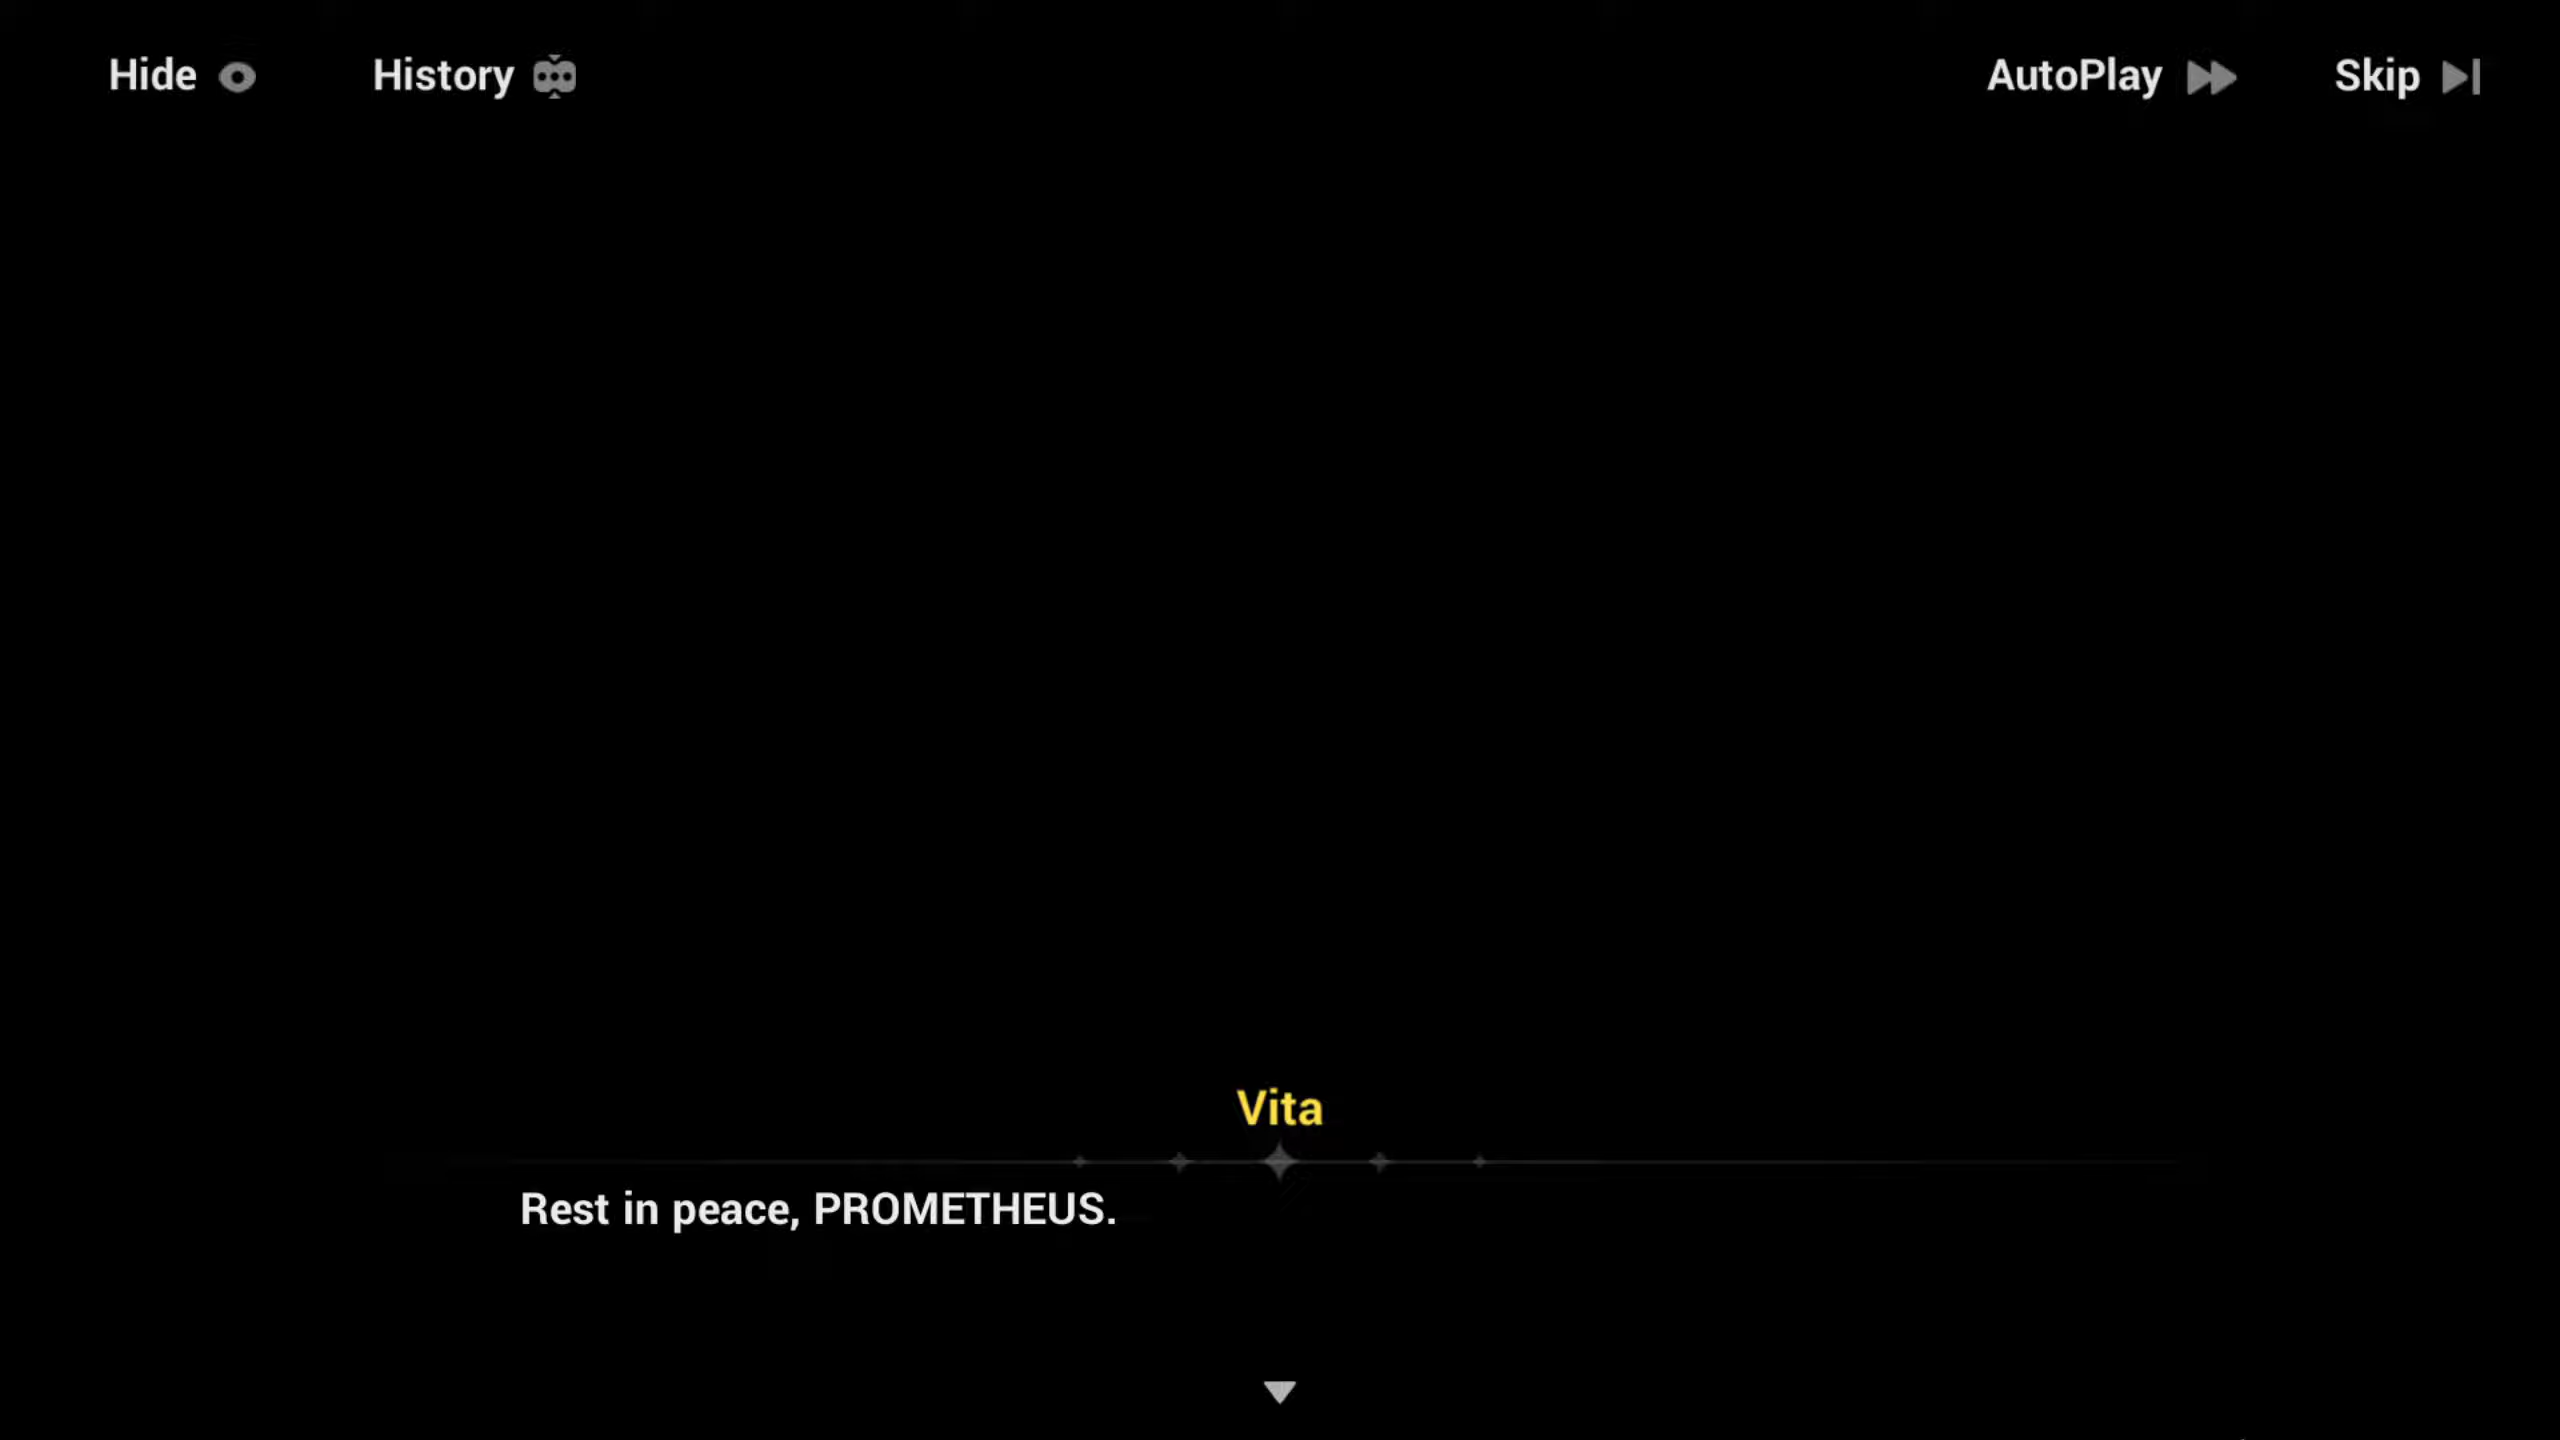 Hide
History
AutoPlay
Skip
Vita
Rest in peace, PROMETHEUS.